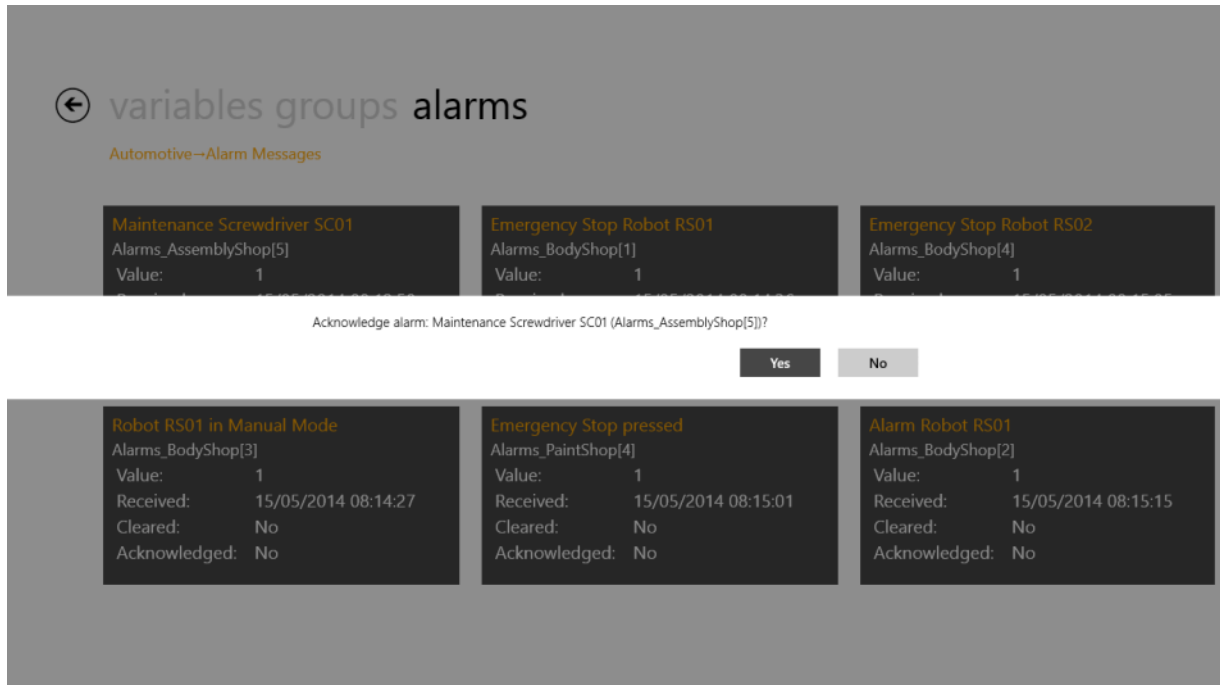 variables groups alarms
Automotive→Alarm Messages
Maintenance Screwdriver SC01
Alarms_AssemblyShop[5]
Value: 1
Emergency Stop Robot RS01
Alarms_BodyShop[1]
Value: 1
Emergency Stop Robot RS02
Alarms_BodyShop[4]
Value: 1
Acknowledge alarm: Maintenance Screwdriver SC01 (Alarms_AssemblyShop[5])?
Yes No
Robot RS01 in Manual Mode
Alarms_BodyShop[3]
Value: 1
Received: 15/05/2014 08:14:27
Cleared: No
Acknowledged: No
Emergency Stop pressed
Alarms_PaintShop[4]
Value: 1
Received: 15/05/2014 08:15:01
Cleared: No
Acknowledged: No
Alarm Robot RS01
Alarms_BodyShop[2]
Value: 1
Received: 15/05/2014 08:15:15
Cleared: No
Acknowledged: No